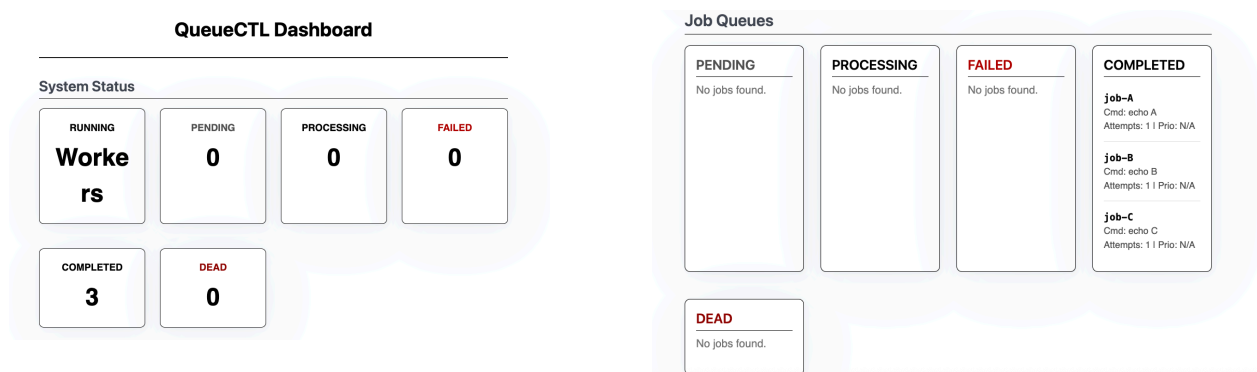 QueueCTL Dashboard
System Status
RUNNING
Worke
rs
PENDING
0
PROCESSING
0
FAILED
0
COMPLETED
3
DEAD
0
Job Queues
PENDING
No jobs found.
PROCESSING
No jobs found.
FAILED
No jobs found.
COMPLETED
job-A
Cmd: echo A
Attempts: 1 | Prio: N/A
job-B
Cmd: echo B
Attempts: 1 | Prio: N/A
job-C
Cmd: echo C
Attempts: 1 | Prio: N/A
DEAD
No jobs found.